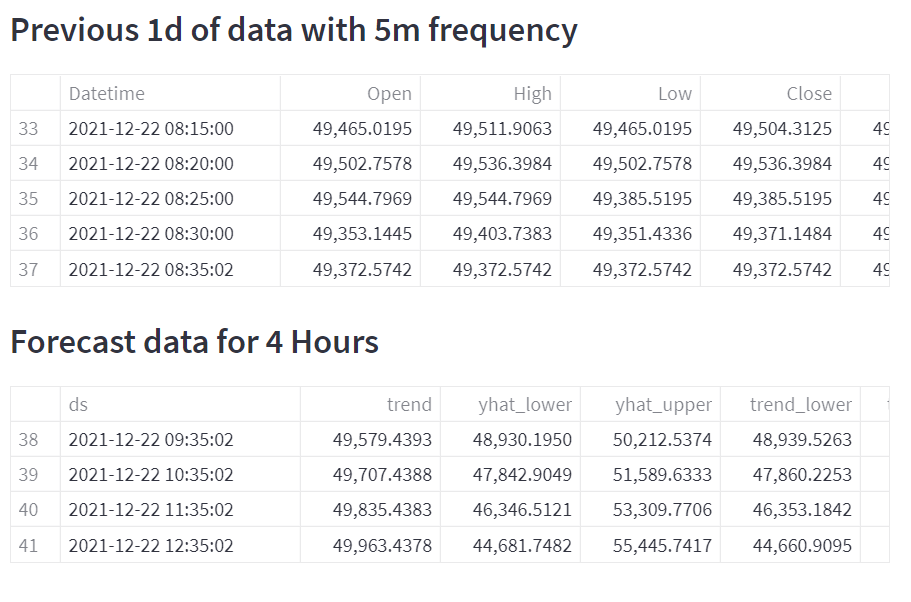 Previous 1d of data with 5m frequency
Datetime Open High Low Close
33 2021-12-22 08:15:00 49,465.0195 49,511.9063 49,465.0195 49,504.3125 49
34 2021-12-22 08:20:00 49,502.7578 49,536.3984 49,502.7578 49,536.3984 49
35 2021-12-22 08:25:00 49,544.7969 49,544.7969 49,385.5195 49,385.5195 49
36 2021-12-22 08:30:00 49,353.1445 49,403.7383 49,351.4336 49,371.1484 49
37 2021-12-22 08:35:02 49,372.5742 49,372.5742 49,372.5742 49,372.5742 49
Forecast data for 4 Hours
ds trend yhat_lower yhat_upper trend_lower
38 2021-12-22 09:35:02 49,579.4393 48,930.1950 50,212.5374 48,939.5263
39 2021-12-22 10:35:02 49,707.4388 47,842.9049 51,589.6333 47,860.2253
40 2021-12-22 11:35:02 49,835.4383 46,346.5121 53,309.7706 46,353.1842
41 2021-12-22 12:35:02 49,963.4378 44,681.7482 55,445.7417 44,660.9095